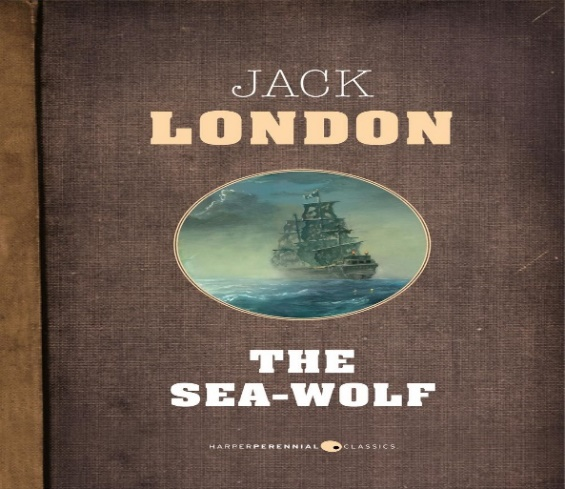 JACK
LONDON
THE
SEA-WOLF
HARPERPERENNIAL CLASSICS